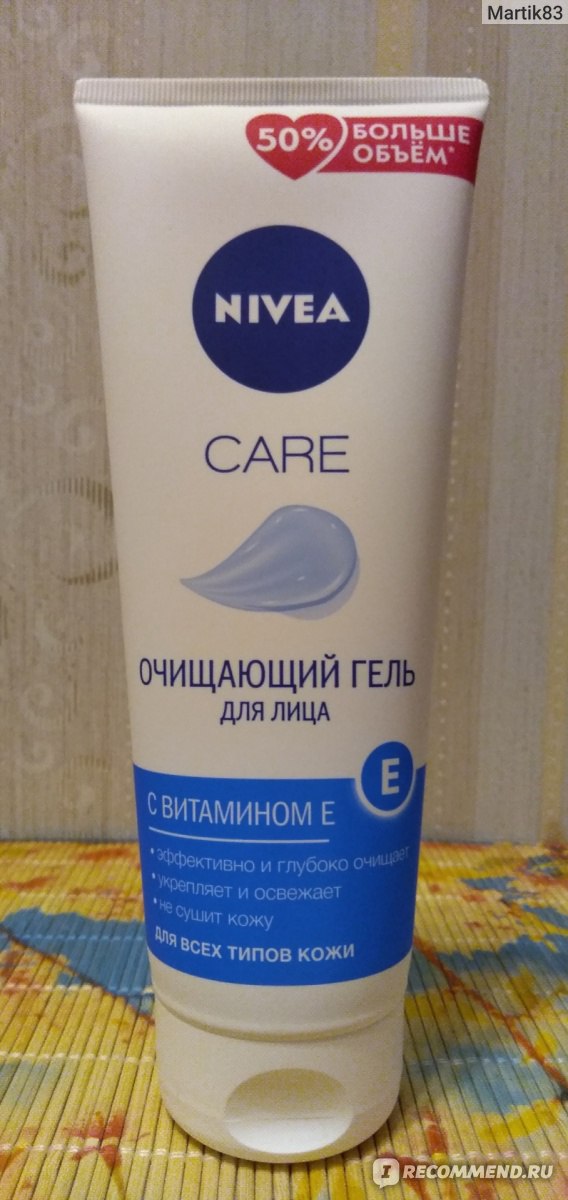 Martik83
50% БОЛЬШЕ
ОБЪЁМ*
NIVEA
CARE
ОЧИЩАЮЩИЙ ГЕЛЬ
ДЛЯ ЛИЦА
E
С ВИТАМИНОМ Е
• эффективно и глубоко очищает
• укрепляет и освежает
• не сушит кожу
ДЛЯ ВСЕХ ТИПОВ КОЖИ
I RECOMMEND.RU